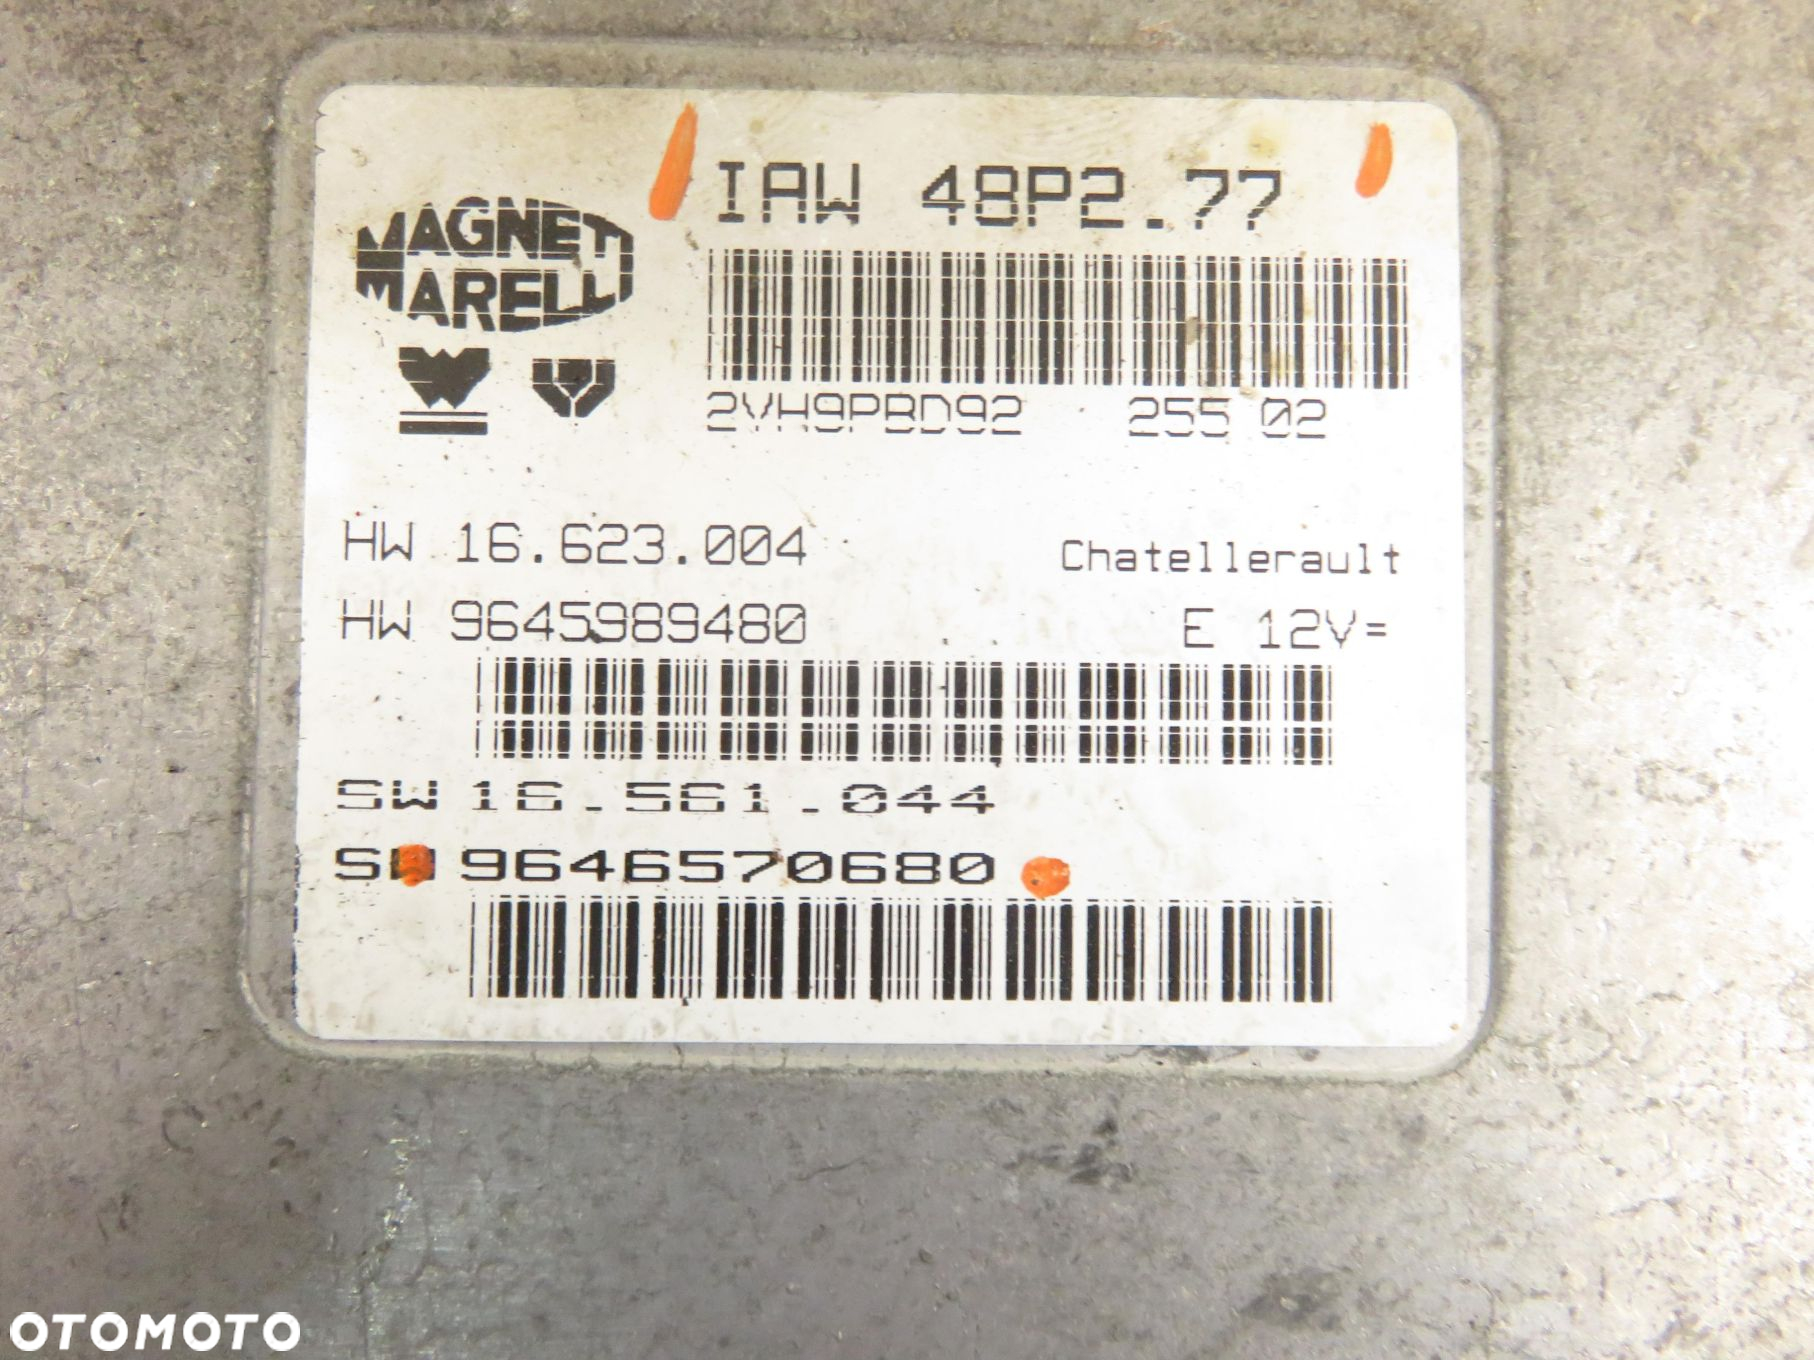 IAW 48P2.77
MAGNETI
MARELLI
2VH9PBD92 255 02
HW 16.623.004 Chatellerault
HW 9645989480 E 12V=
SW 16.561.044
SW 9646570680
OTOMOTO